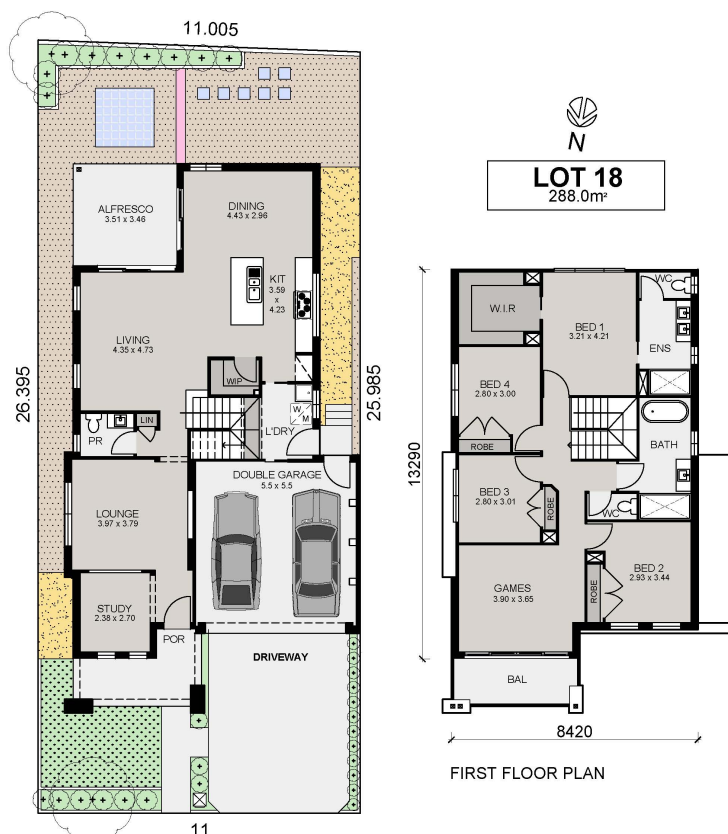 11.005
ALFRESCO
3.51 x 3.46
DINING
4.43 x 2.96
KIT
3.59
x
4.23
LIVING
4.35 x 4.73
WIP
26.395
25.985
PR
LIN
W
M
L'DRY
DOUBLE GARAGE
5.5 x 5.5
LOUNGE
3.97 x 3.79
STUDY
2.38 x 2.70
POR
DRIVEWAY
11
N
LOT 18
288.0m²
W.I.R
BED 1
3.21 x 4.21
WC
ENS
BED 4
2.80 x 3.00
ROBE
BATH
13290
BED 3
2.80 x 3.01
ROBE
WC
GAMES
3.90 x 3.65
ROBE
BED 2
2.93 x 3.44
BAL
8420
FIRST FLOOR PLAN